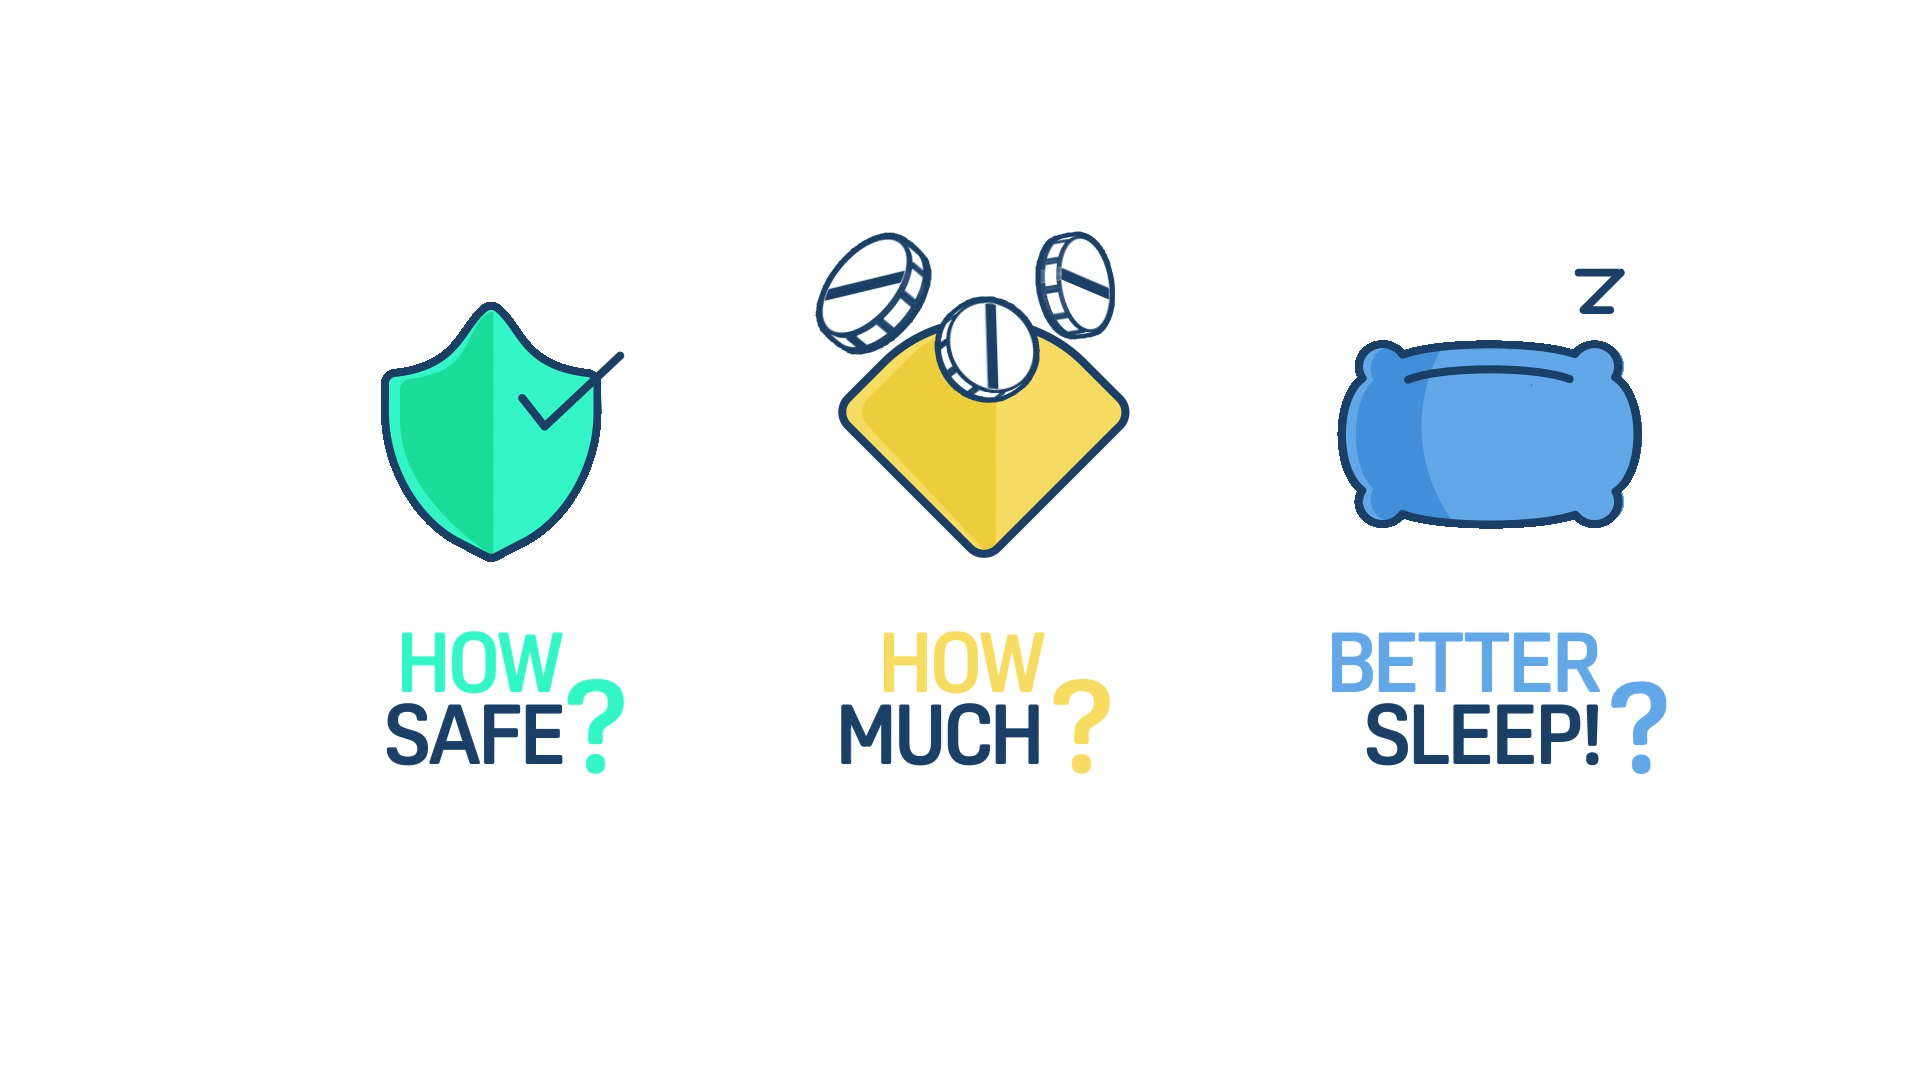 Z
HOW
SAFE?
HOW
MUCH?
BETTER
SLEEP!?